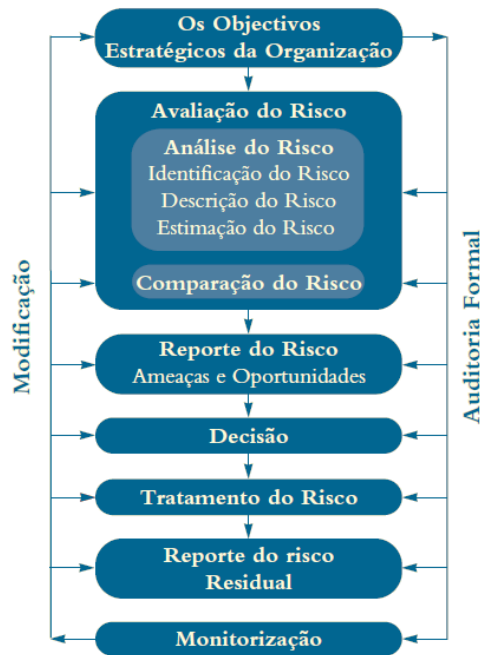 Os Objectivos
Estratégicos da Organização
Avaliação do Risco
Análise do Risco
Identificação do Risco
Descrição do Risco
Estimação do Risco
Comparação do Risco
Reporte do Risco
Ameaças e Oportunidades
Decisão
Tratamento do Risco
Reporte do risco
Residual
Monitorização
Modificação
Auditoria Formal